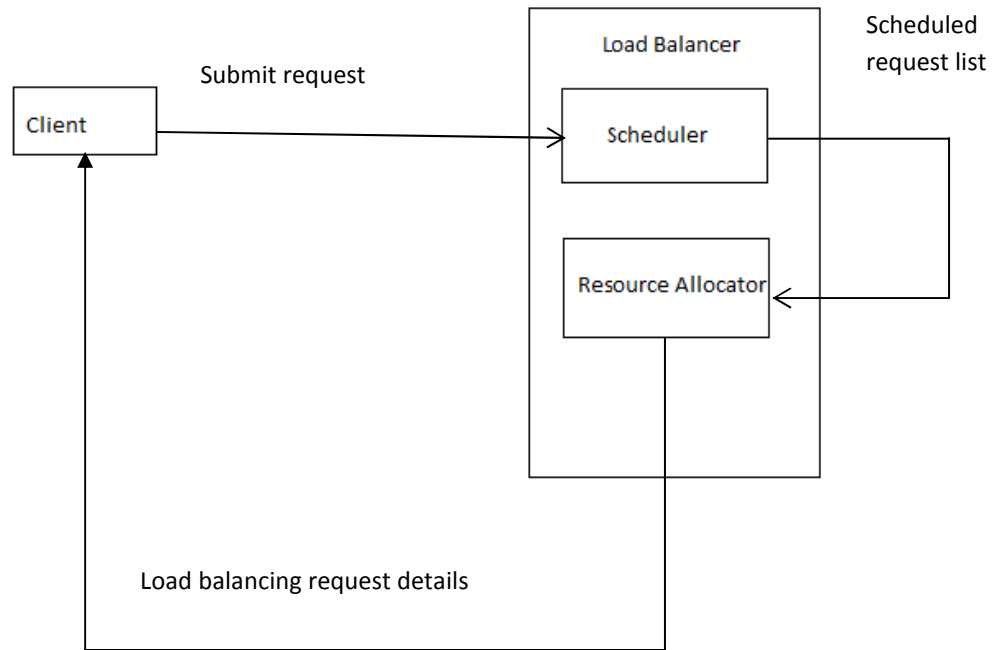 Load Balancer
Scheduled
request list
Submit request
Client
Scheduler
Resource Allocator
Load balancing request details